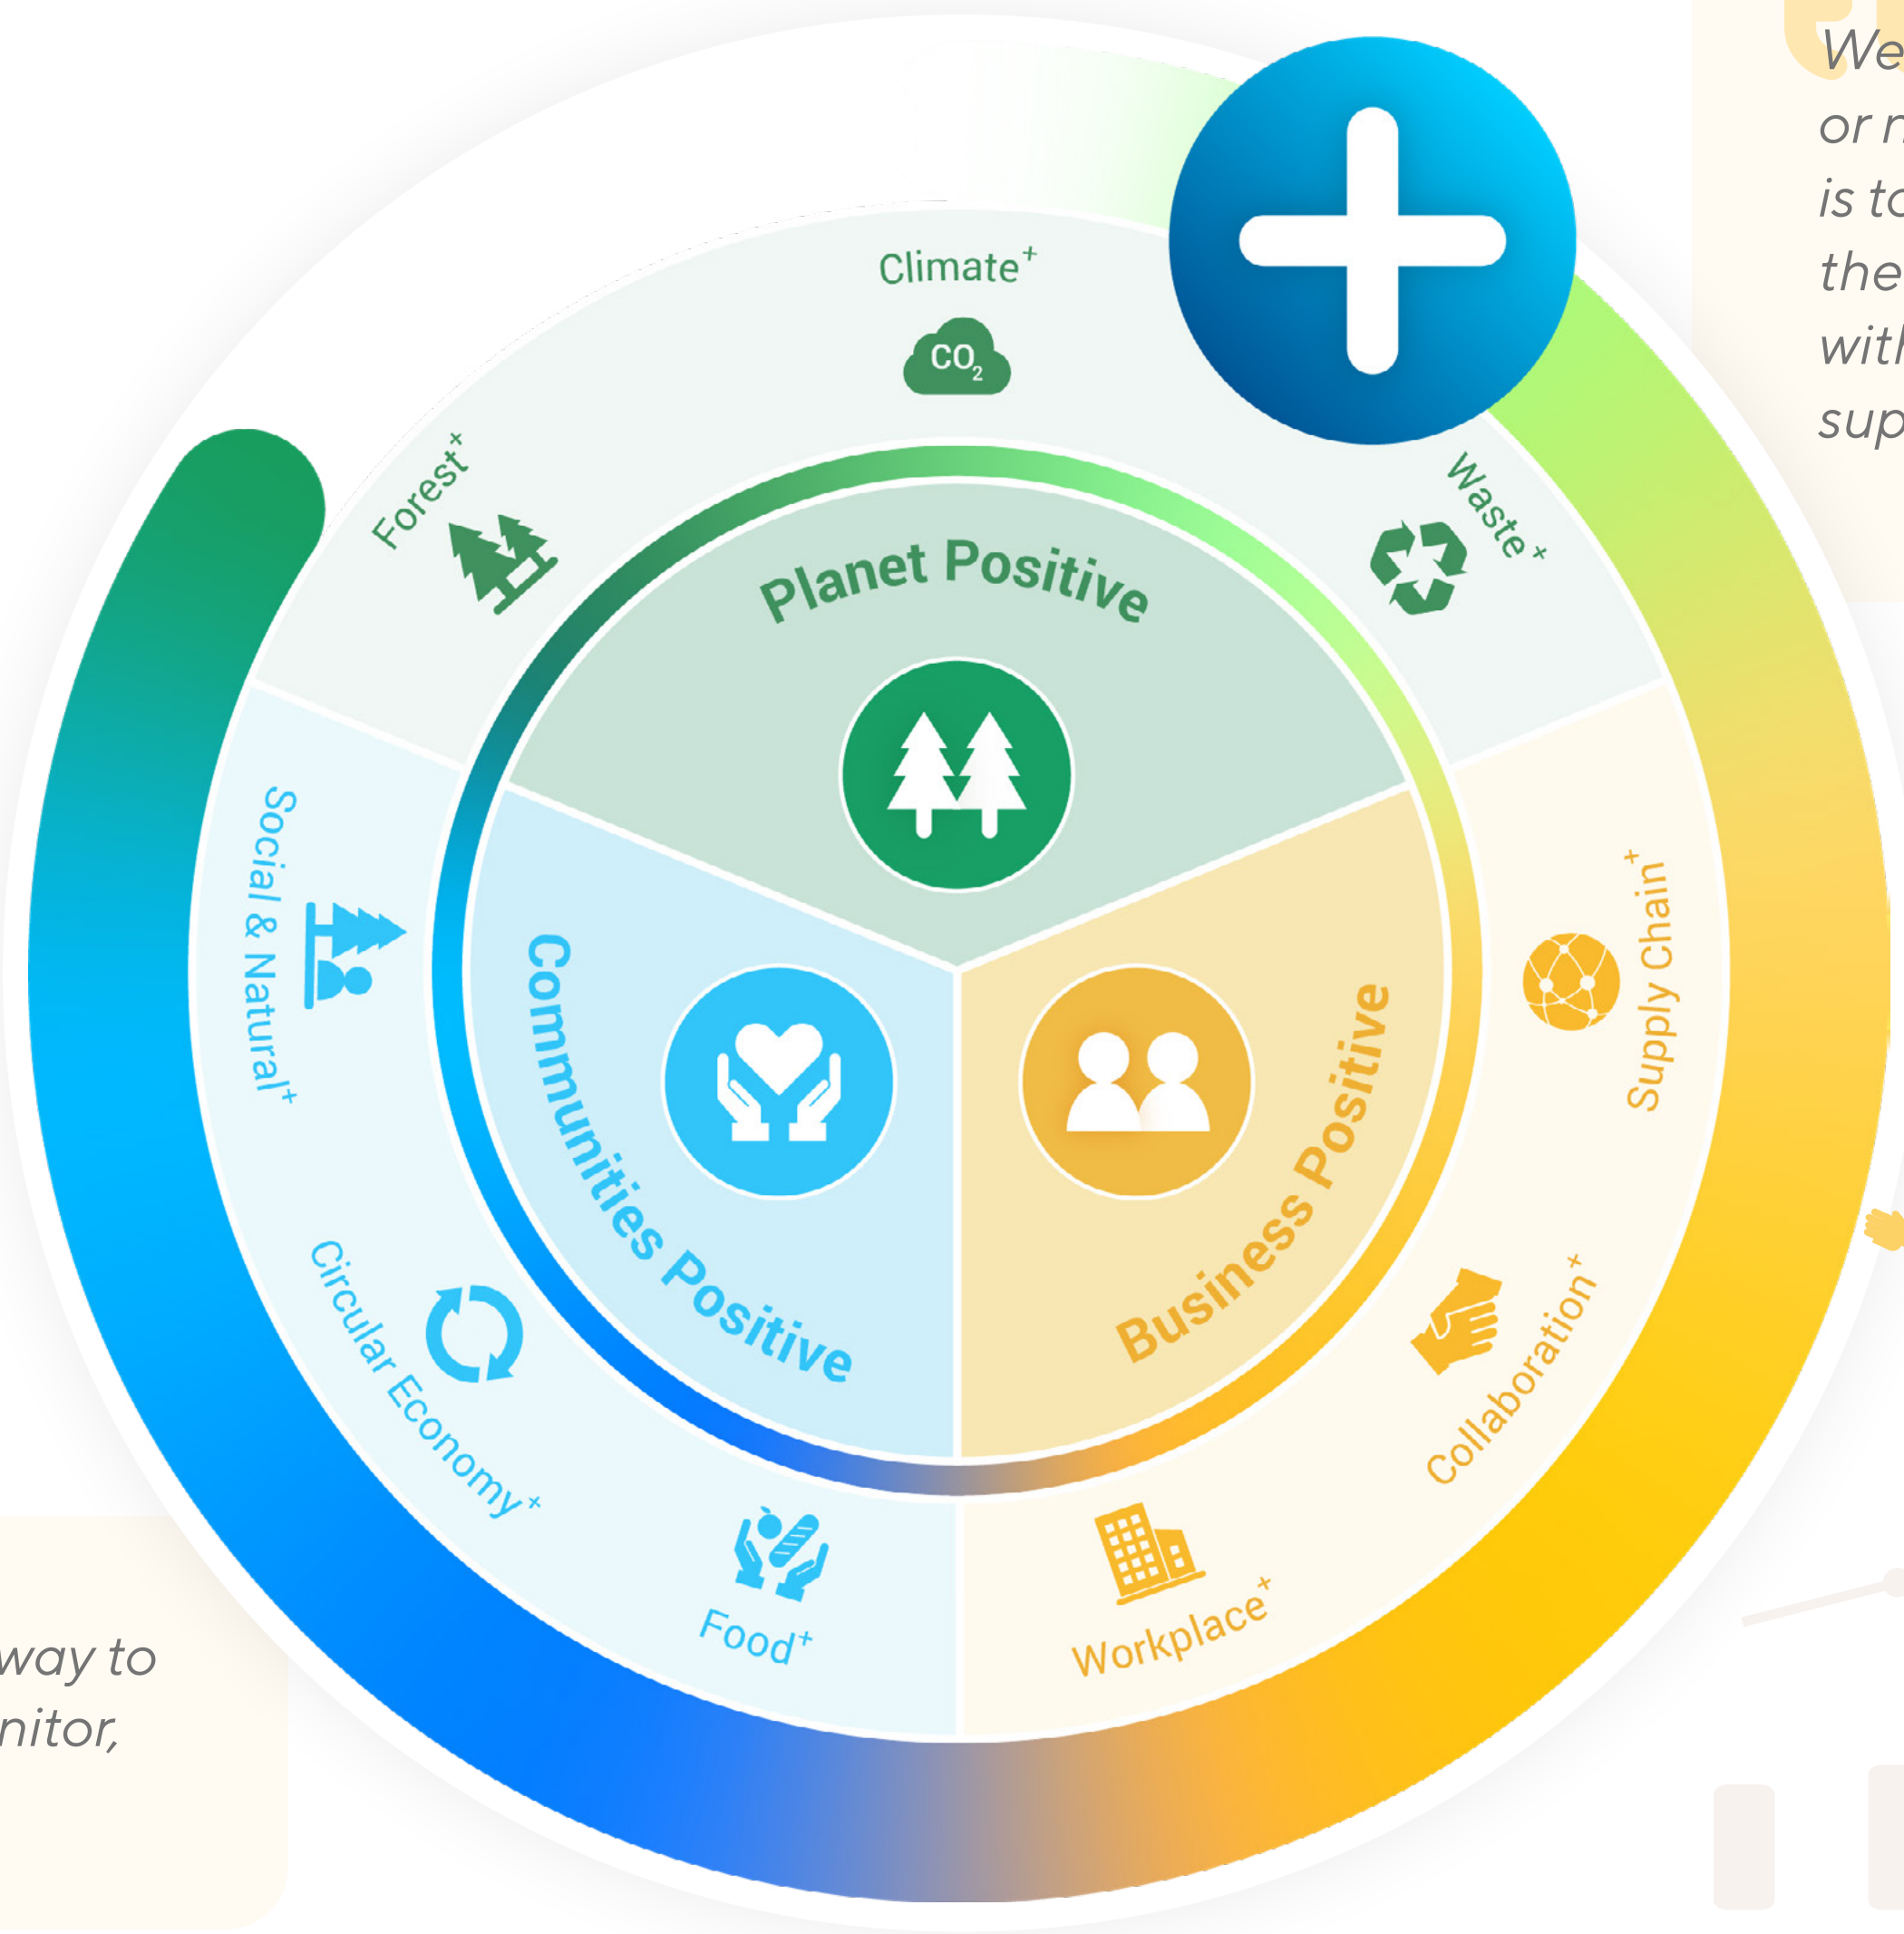 We
or
is to
the
with
sup
Climate+
CO2
Forest+
Waste+
Planet Positive
Social & Natural+
Supply Chain+
Communities Positive
Business Positive
Circular Economy+
Collaboration+
Food+
Workplace+
way to
nitor,